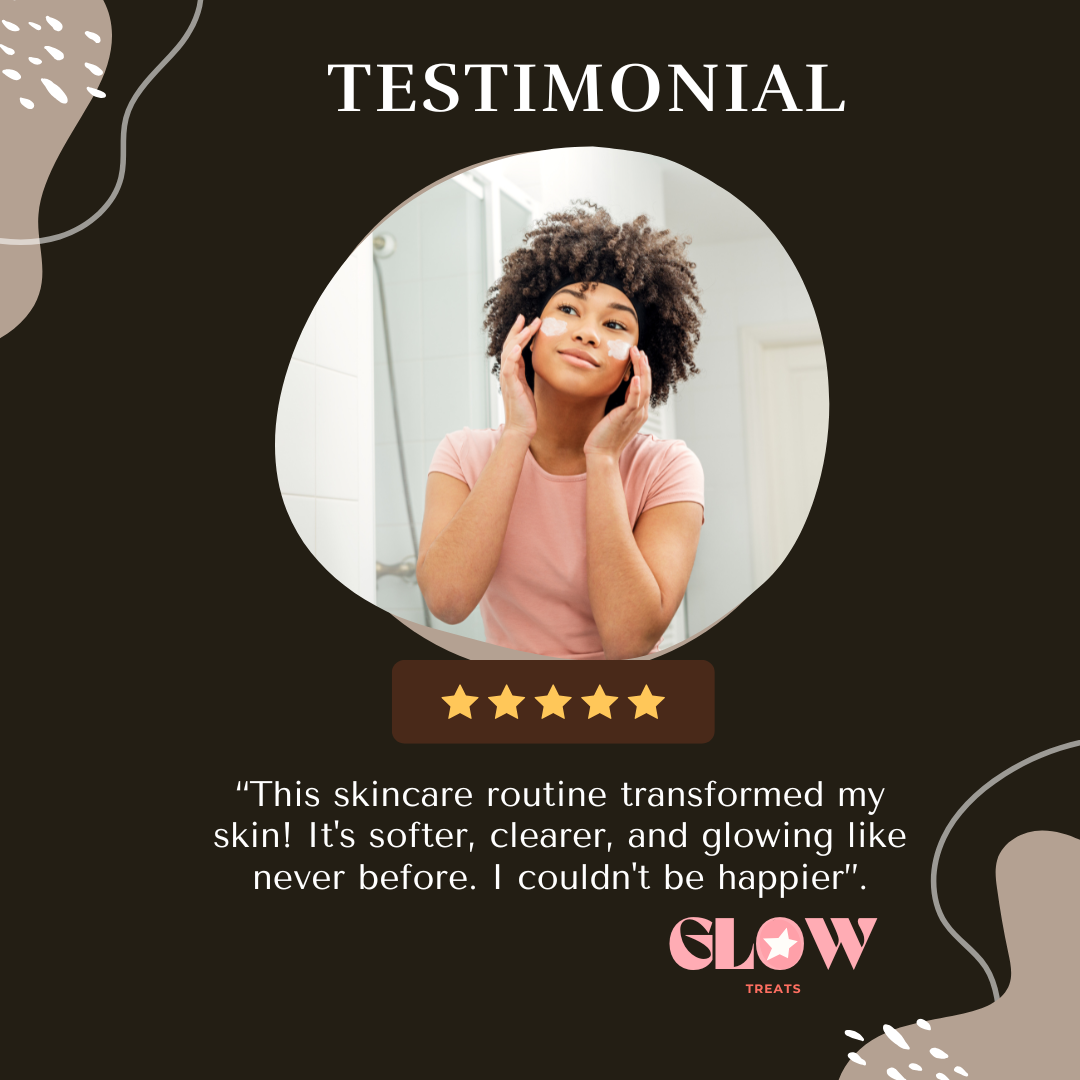 TESTIMONIAL
“This skincare routine transformed my
skin! It's softer, clearer, and glowing like
never before. I couldn't be happier”.
GLOW
TREATS